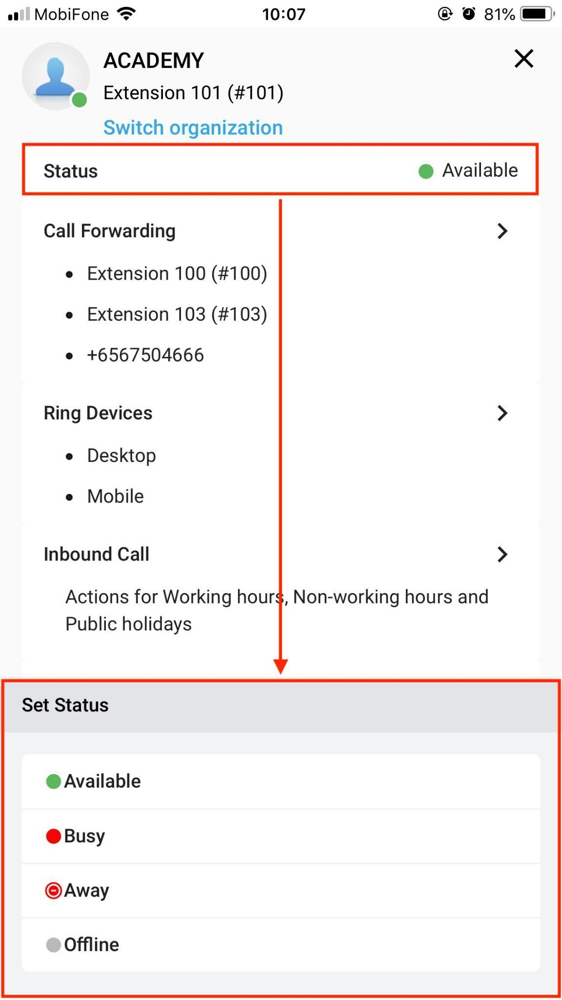 MobiFone 10:07 81%
ACADEMY
Extension 101 (#101)
Switch organization
Status Available
Call Forwarding
Extension 100 (#100)
Extension 103 (#103)
+6567504666
Ring Devices
Desktop
Mobile
Inbound Call
Actions for Working hours, Non-working hours and
Public holidays
Set Status
Available
Busy
Away
Offline